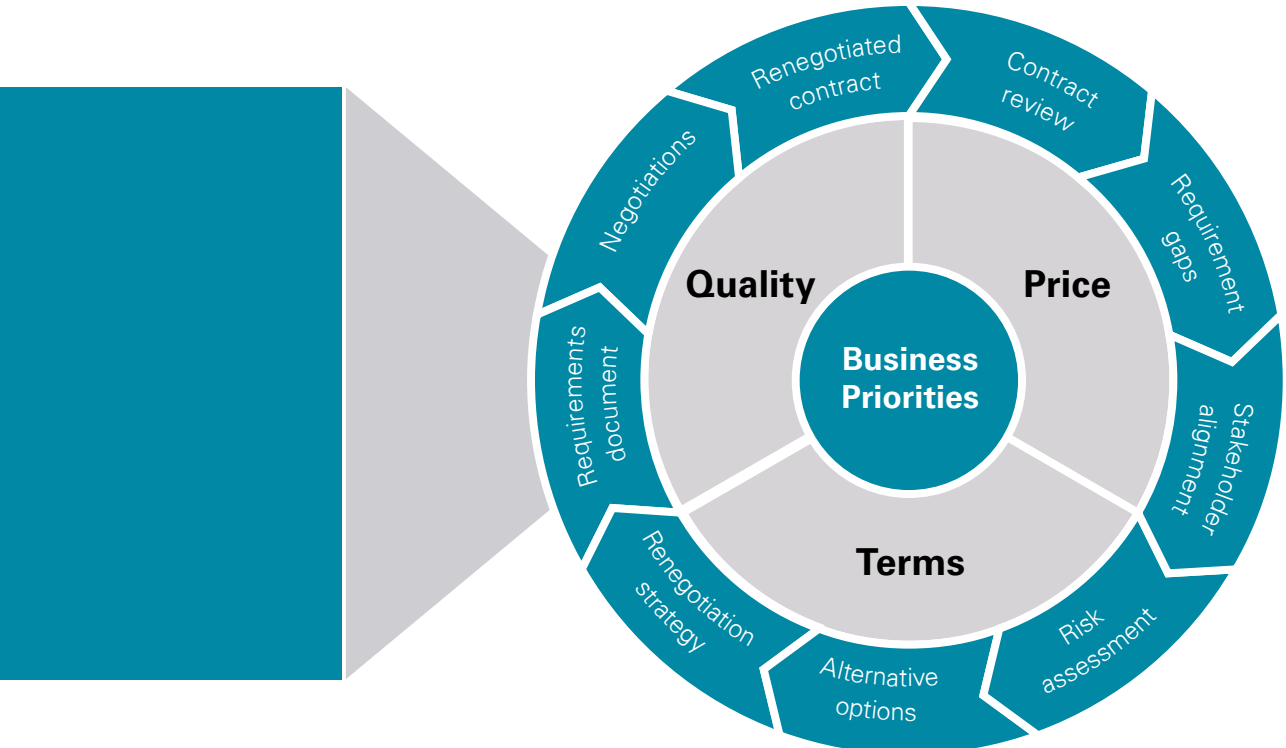 Renegotiated
contract
Contract
review
Requirement
gaps
Stakeholder
alignment
Risk
assessment
Alternative
options
Renegotiation
strategy
Requirements
document
Negotiations
Quality
Price
Terms
Business
Priorities